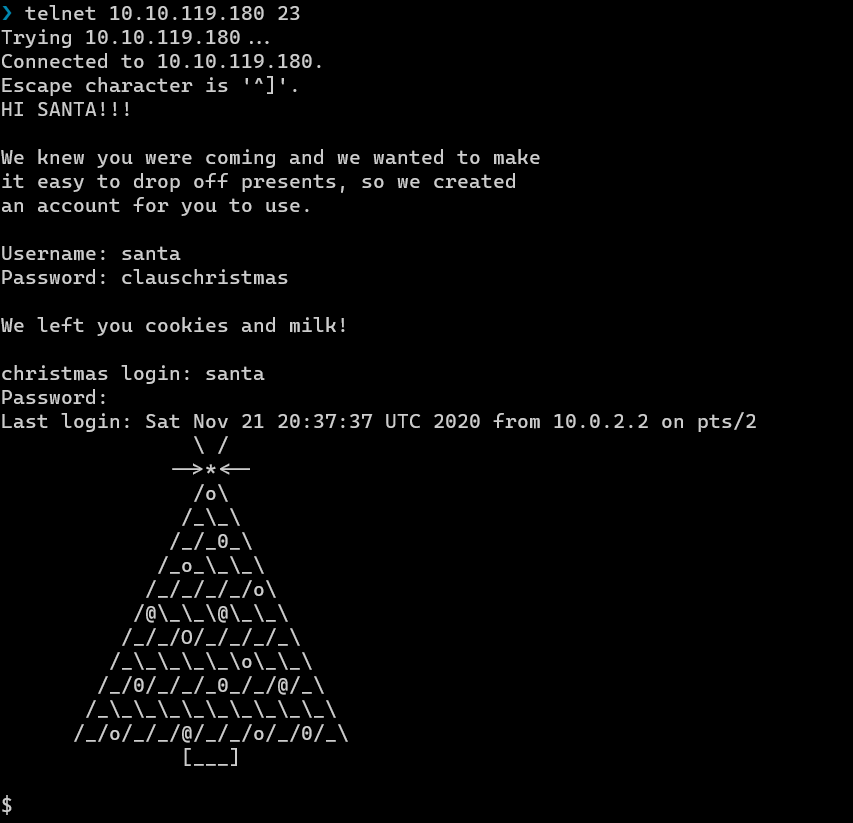 ❯ telnet 10.10.119.180 23
Trying 10.10.119.180...
Connected to 10.10.119.180.
Escape character is '^]'.
HI SANTA!!!

We knew you were coming and we wanted to make
it easy to drop off presents, so we created
an account for you to use.

Username: santa
Password: clauschristmas

We left you cookies and milk!

christmas login: santa
Password:
Last login: Sat Nov 21 20:37:37 UTC 2020 from 10.0.2.2 on pts/2
                \ /
              -->*<--
                /o\
               /_\_\
              /_/_0_\
             /_o_\_\_\
            /_/_/_/_/o\
           /@\_\_\@\_\_\
          /_/_/O/_/_/_/_\
         /_\_\_\_\_\o\_\_\
        /_/0/_/_/_0_/_/@/_\
       /_\_\_\_\_\_\_\_\_\_\
      /_/o/_/_/@/_/_/o/_/0/_\
               [___]

$